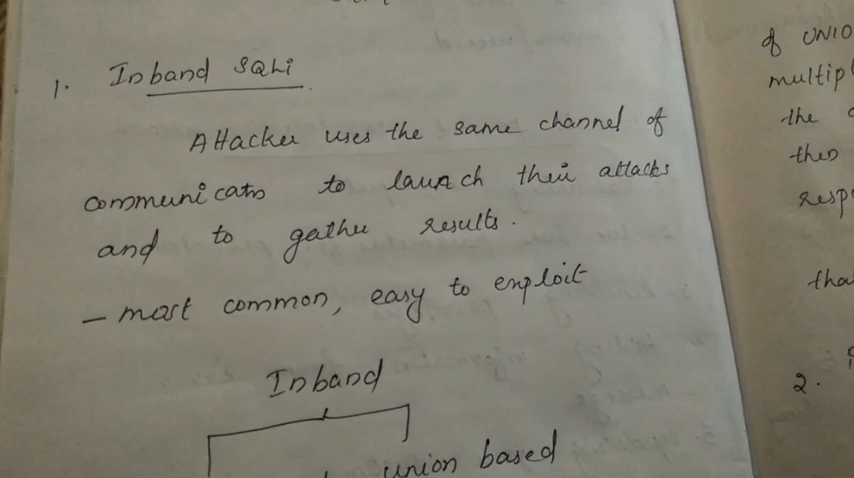 1. Inband SQLi
Attacker uses the same channel of
communicatn to launch their attacks
and to gather results.
- most common, easy to exploit
Inband
union based
of UNIO
multipl
the
then
resp
tha
2.